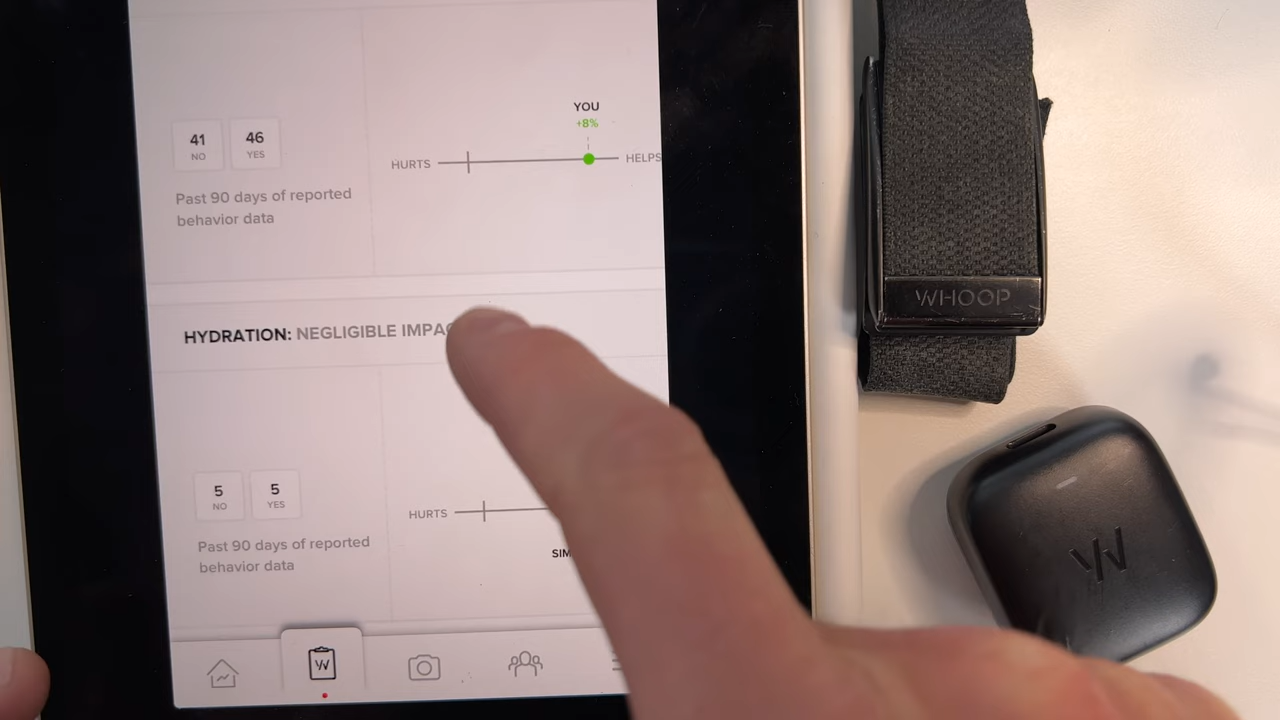 41
NO
46
YES
Past 90 days of reported
behavior data
YOU
+8%
HURTS
HELPS
HYDRATION: NEGLIGIBLE
5
NO
5
YES
Past 90 days of reported
behavior data
HURTS
WHOOP
W